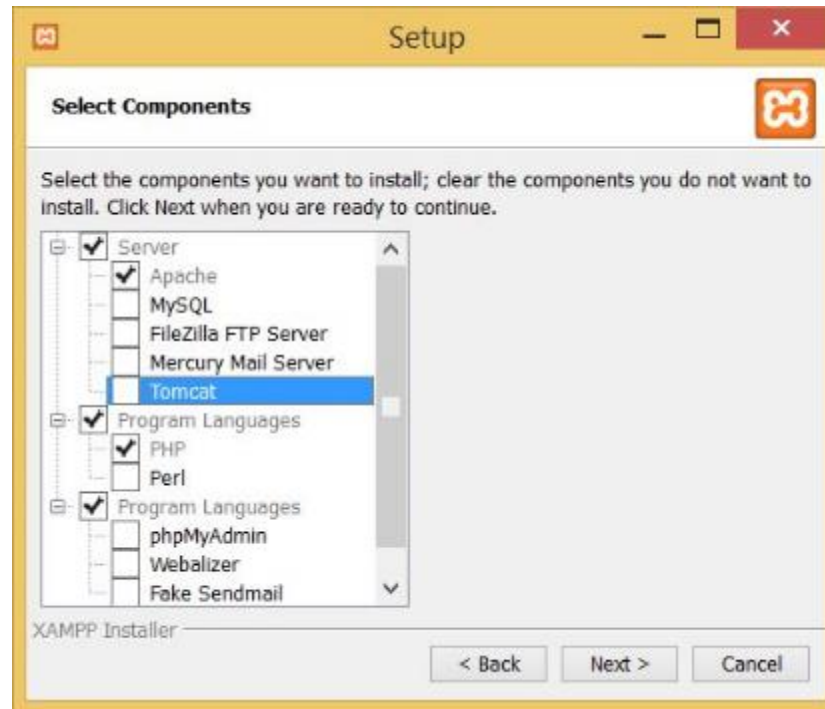 Setup
Select Components
Select the components you want to install; clear the components you do not want to
install. Click Next when you are ready to continue.
Server
Apache
MySQL
FileZilla FTP Server
Mercury Mail Server
Tomcat
Program Languages
PHP
Perl
Program Languages
phpMyAdmin
Webalizer
Fake Sendmail
XAMPP Installer
< Back Next > Cancel